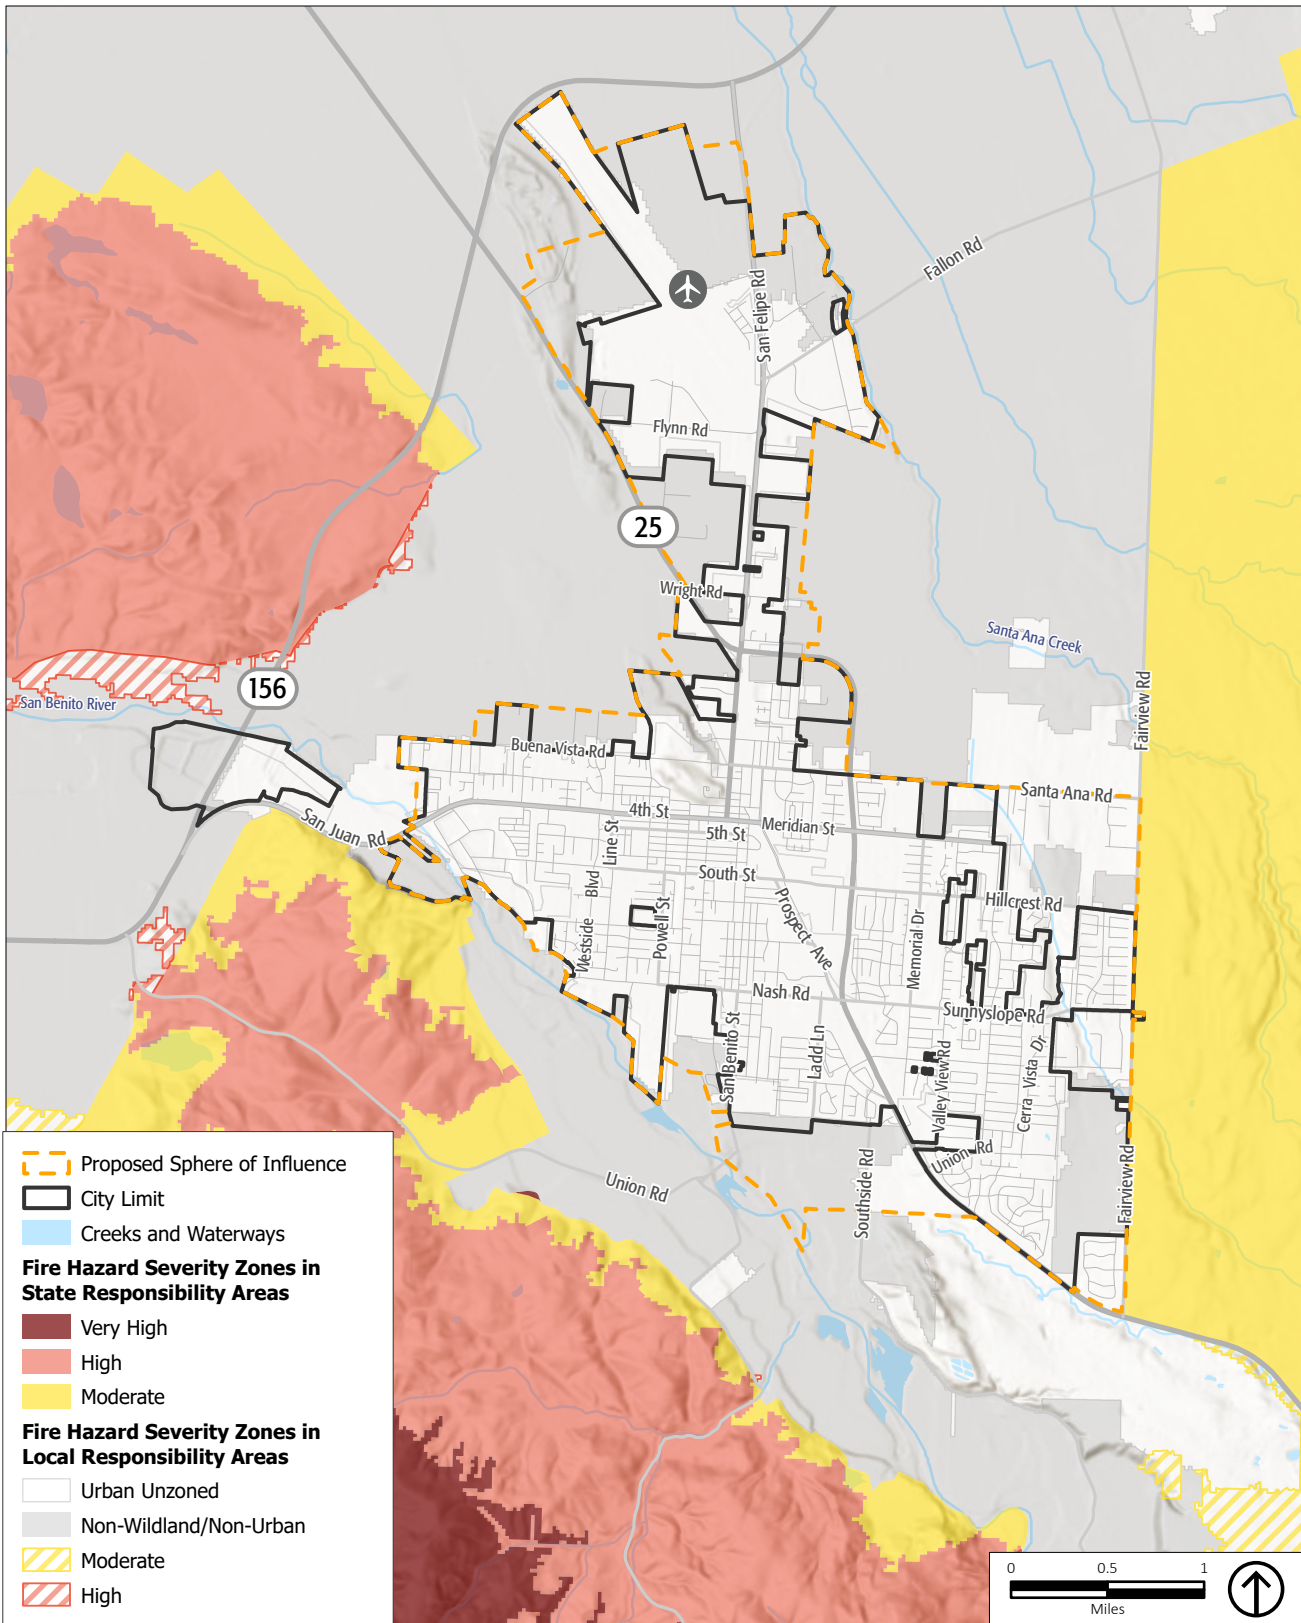 Fallon Rd
San Felipe Rd
Flynn Rd
25
Wright Rd
Santa Ana Creek
156
San Benito River
Fairview Rd
Buena Vista Rd
Santa Ana Rd
San Juan Rd
4th St
Meridian St
5th St
Line St
South St
Westside Blvd
Powell St
Prospect Ave
Memorial Dr
Hillcrest Rd
Nash Rd
Sunnyslope Rd
San Benito St
Ladd Ln
Valley View Rd
Cerra Vista Dr
Union Rd
Union Rd
Southside Rd
Fairview Rd
Proposed Sphere of Influence
City Limit
Creeks and Waterways
Fire Hazard Severity Zones in
State Responsibility Areas
Very High
High
Moderate
Fire Hazard Severity Zones in
Local Responsibility Areas
Urban Unzoned
Non-Wildland/Non-Urban
Moderate
High
0 0.5 1
Miles